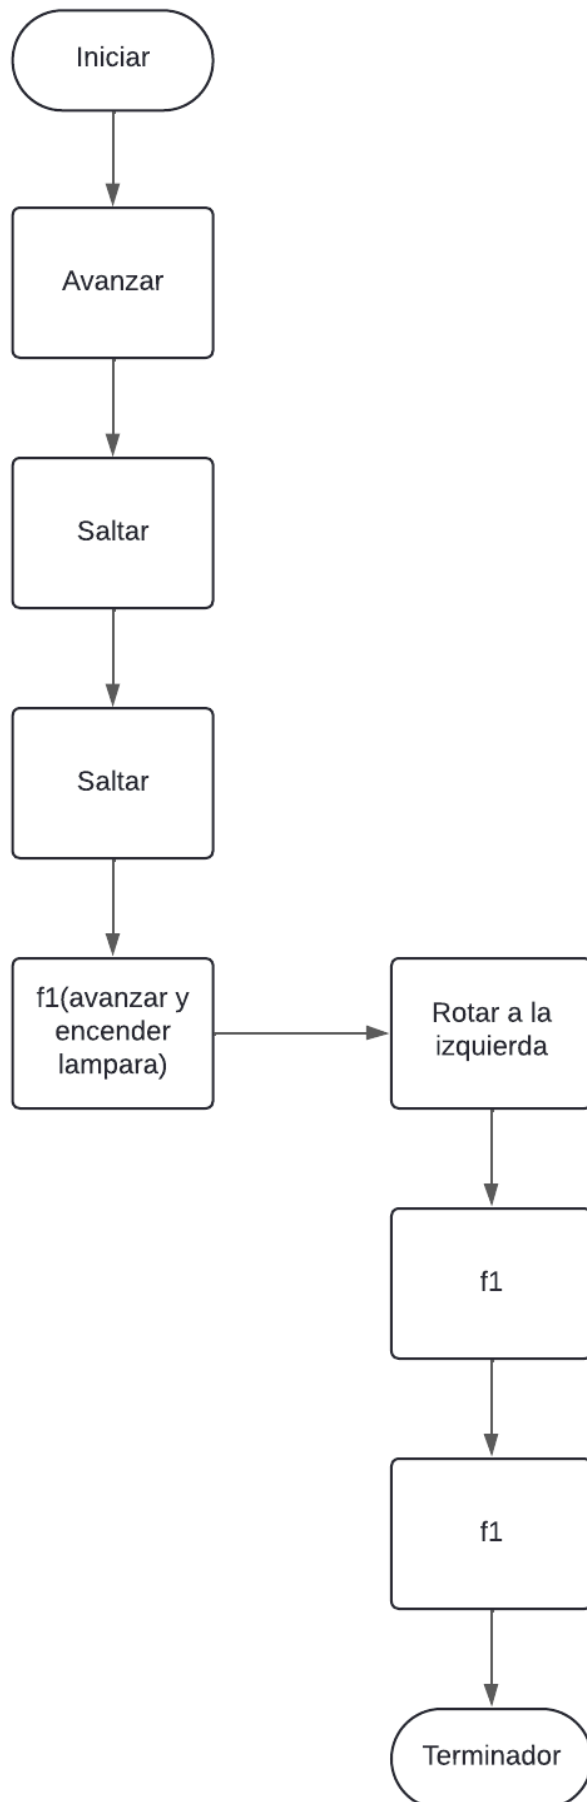 Iniciar
Avanzar
Saltar
Saltar
f1(avanzar y
encender
lampara)
Rotar a la
izquierda
f1
f1
Terminador